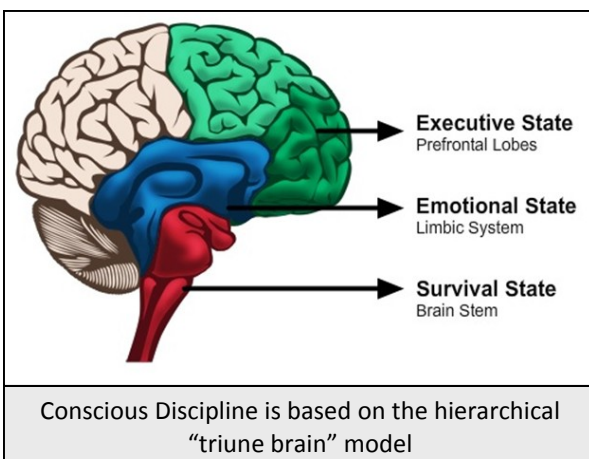 Executive State
Prefrontal Lobes
Emotional State
Limbic System
Survival State
Brain Stem
Conscious Discipline is based on the hierarchical
“triune brain” model